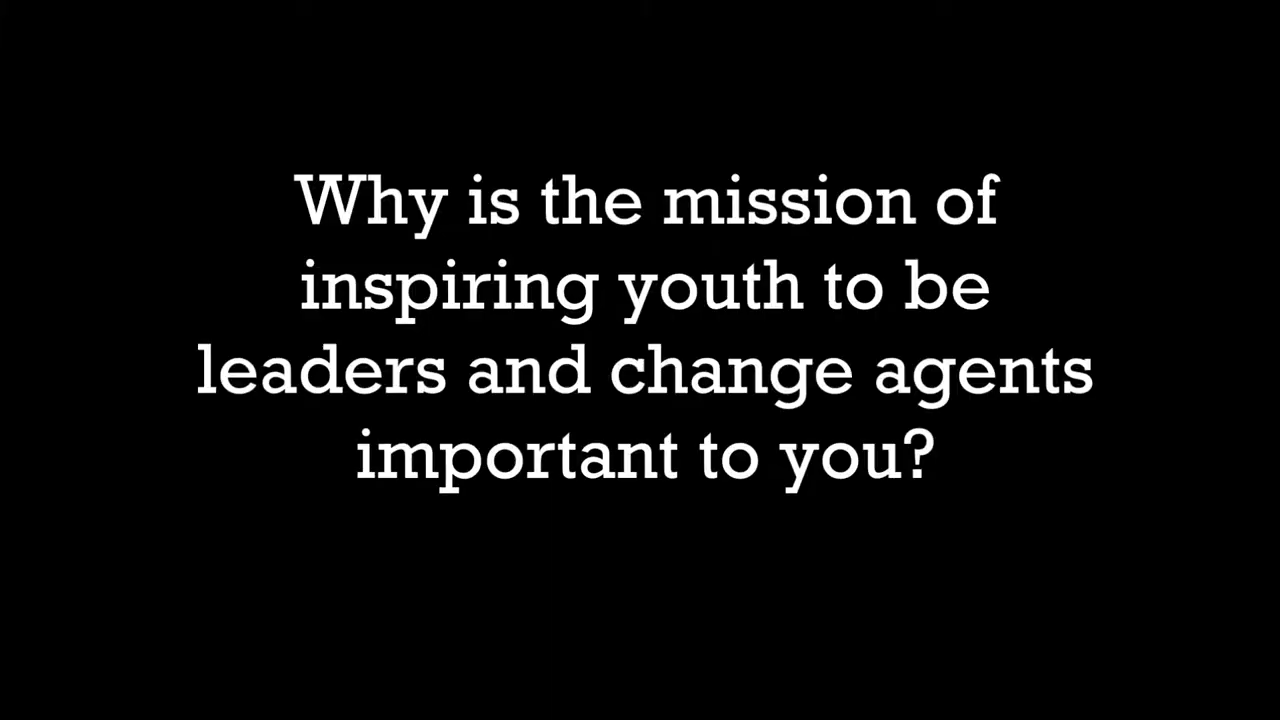 Why is the mission of
inspiring youth to be
leaders and change agents
important to you?